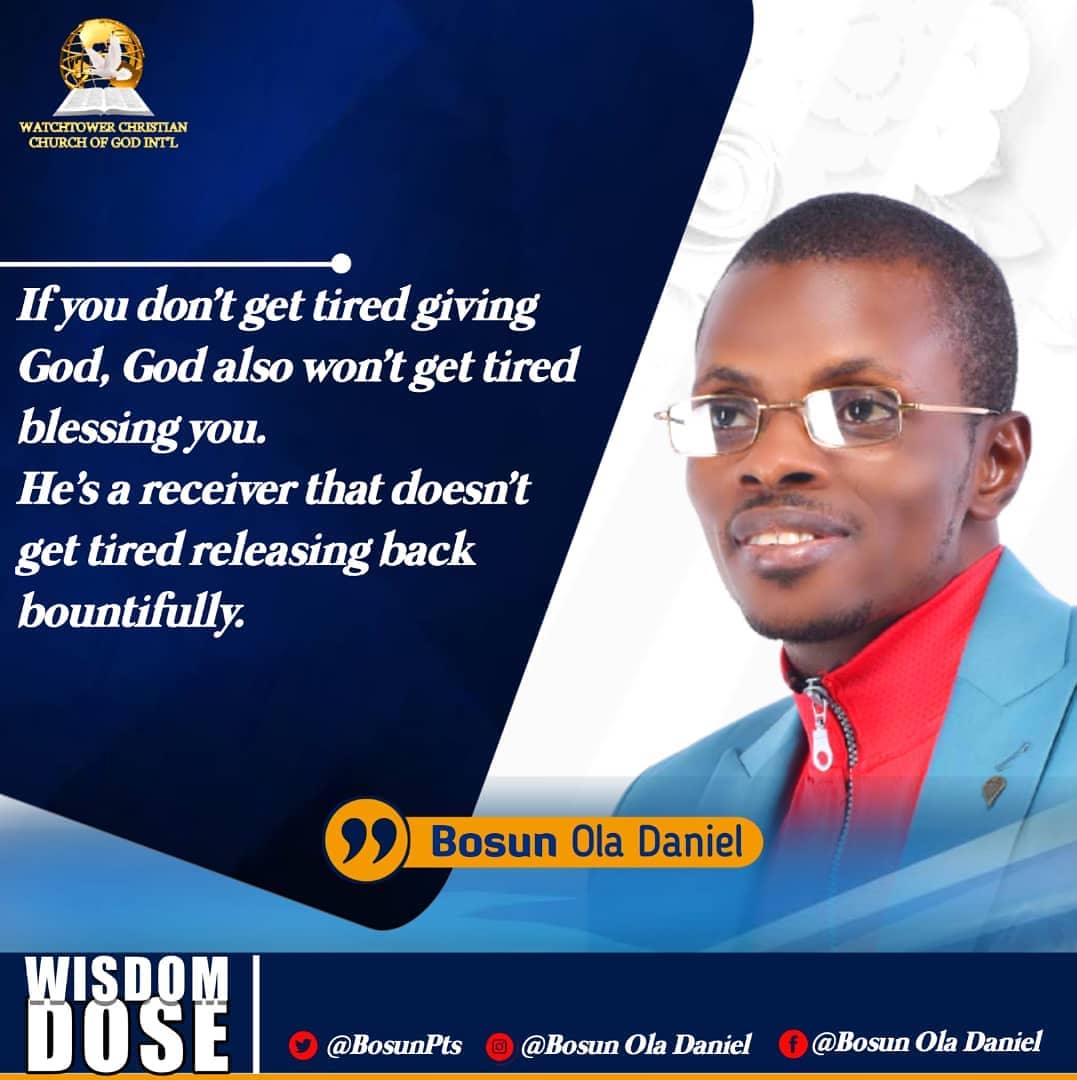 WATCHTOWER CHRISTIAN
CHURCH OF GOD INT'L
If you don't get tired giving
God, God also won't get tired
blessing you.
He's a receiver that doesn't
get tired releasing back
bountifully.
Bosun Ola Daniel
WISDOM
DOSE
@BosunPts @Bosun Ola Daniel @Bosun Ola Daniel